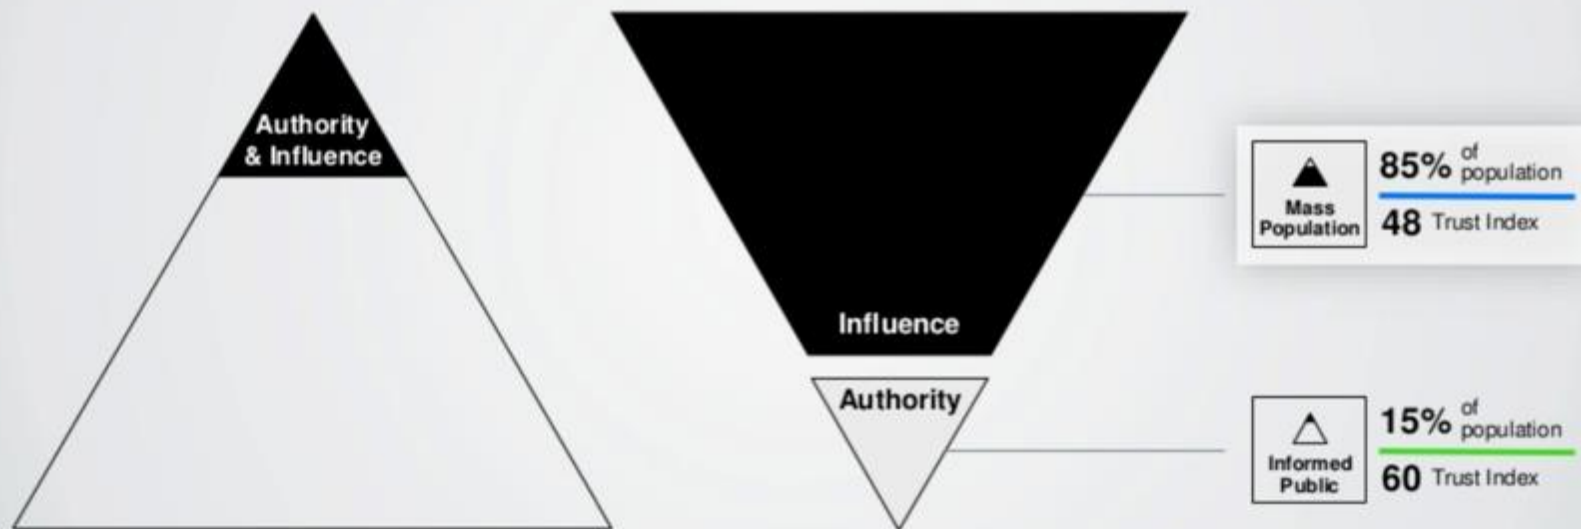 Authority
& Influence
Influence
Authority
Mass
Population
85% of
population
48 Trust Index
Informed
Public
15% of
population
60 Trust Index